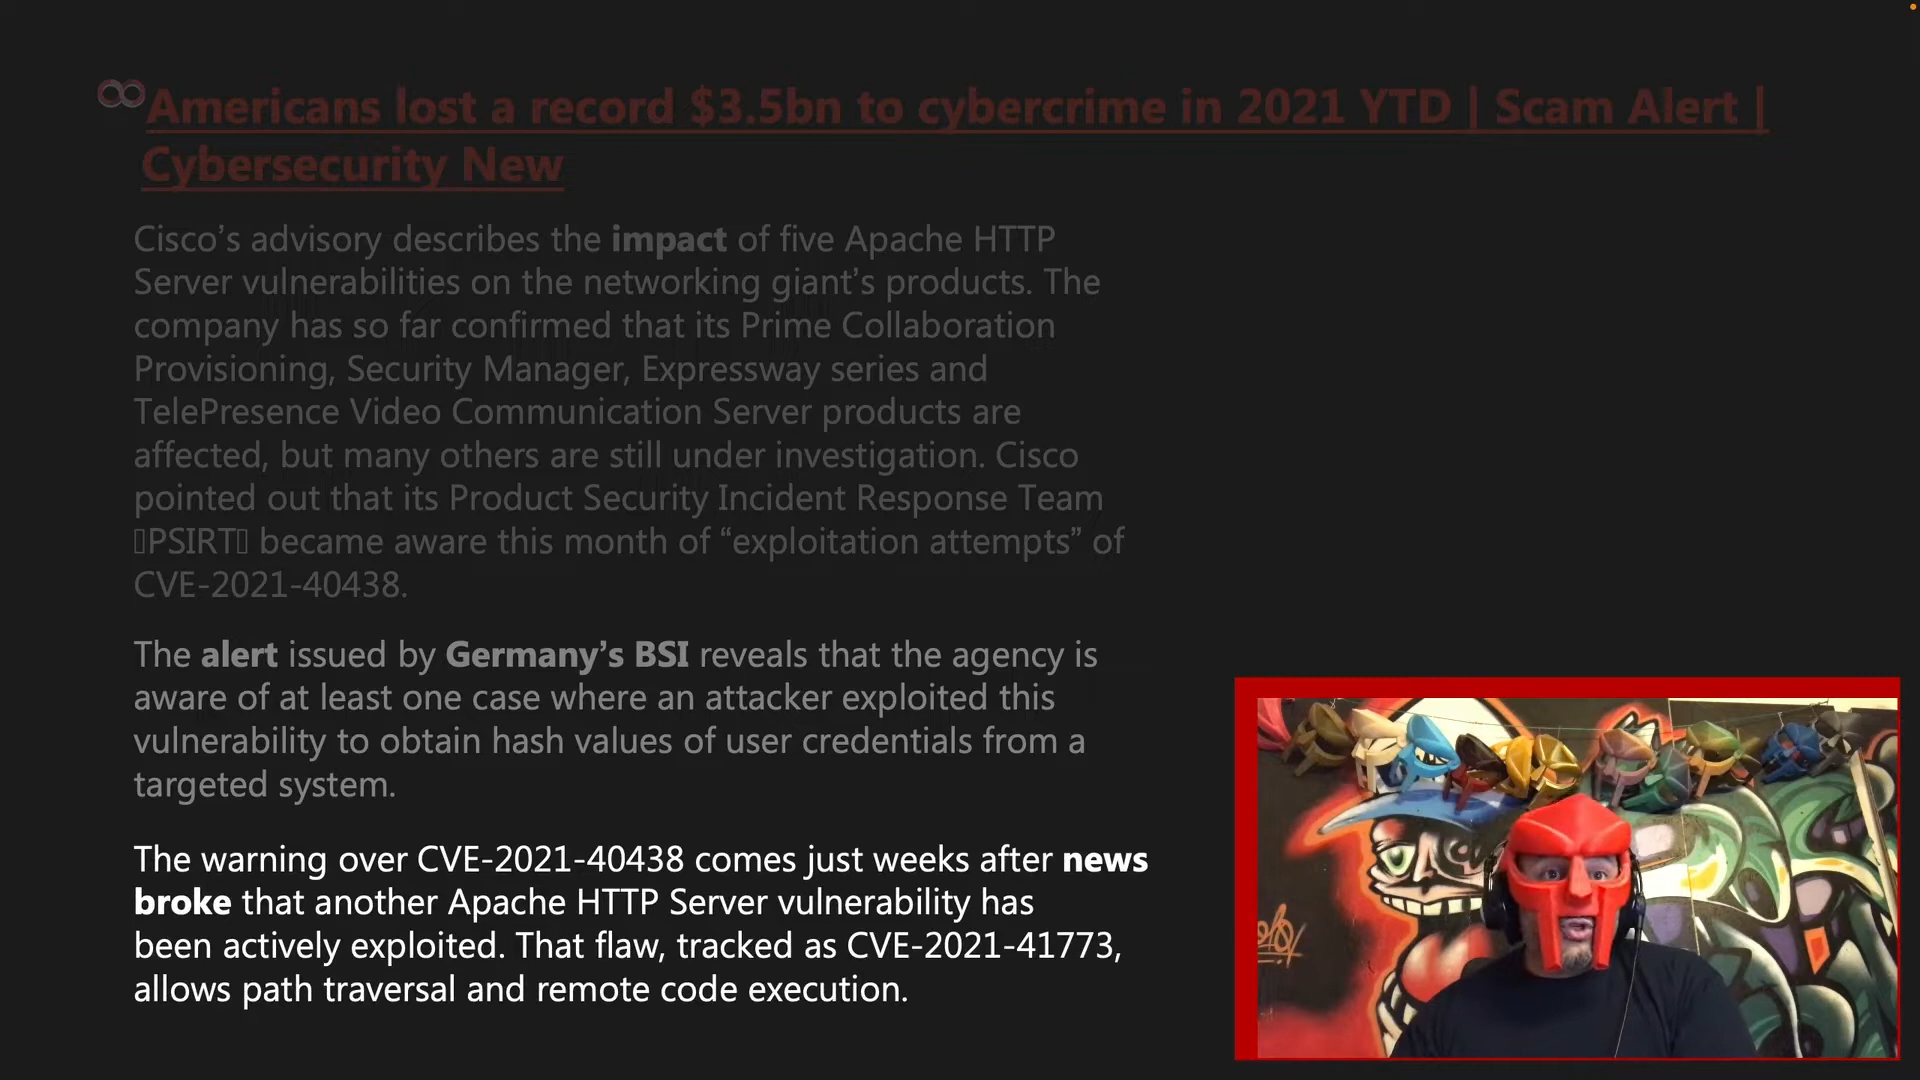 Americans lost a record $3.5bn to cybercrime in 2021 YTD | Scam Alert |
Cybersecurity New
Cisco’s advisory describes the impact of five Apache HTTP
Server vulnerabilities on the networking giant’s products. The
company has so far confirmed that its Prime Collaboration
Provisioning, Security Manager, Expressway series and
TelePresence Video Communication Server products are
affected, but many others are still under investigation. Cisco
pointed out that its Product Security Incident Response Team
▯PSIRT▯ became aware this month of “exploitation attempts” of
CVE-2021-40438.
The alert issued by Germany’s BSI reveals that the agency is
aware of at least one case where an attacker exploited this
vulnerability to obtain hash values of user credentials from a
targeted system.
The warning over CVE-2021-40438 comes just weeks after news
broke that another Apache HTTP Server vulnerability has
been actively exploited. That flaw, tracked as CVE-2021-41773,
allows path traversal and remote code execution.